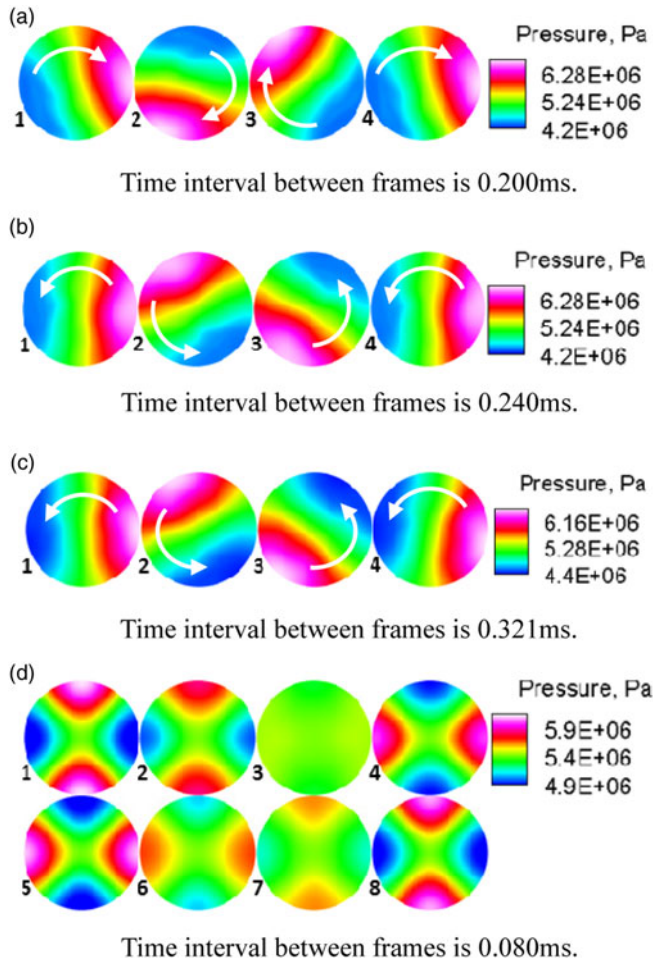 (a)
Pressure, Pa
6.28E+06
5.24E+06
4.2E+06
1 2 3 4
Time interval between frames is 0.200ms.
(b)
Pressure, Pa
6.28E+06
5.24E+06
4.2E+06
1 2 3 4
Time interval between frames is 0.240ms.
(c)
Pressure, Pa
6.16E+06
5.28E+06
4.4E+06
1 2 3 4
Time interval between frames is 0.321ms.
(d)
Pressure, Pa
5.9E+06
5.4E+06
4.9E+06
1 2 3 4
5 6 7 8
Time interval between frames is 0.080ms.